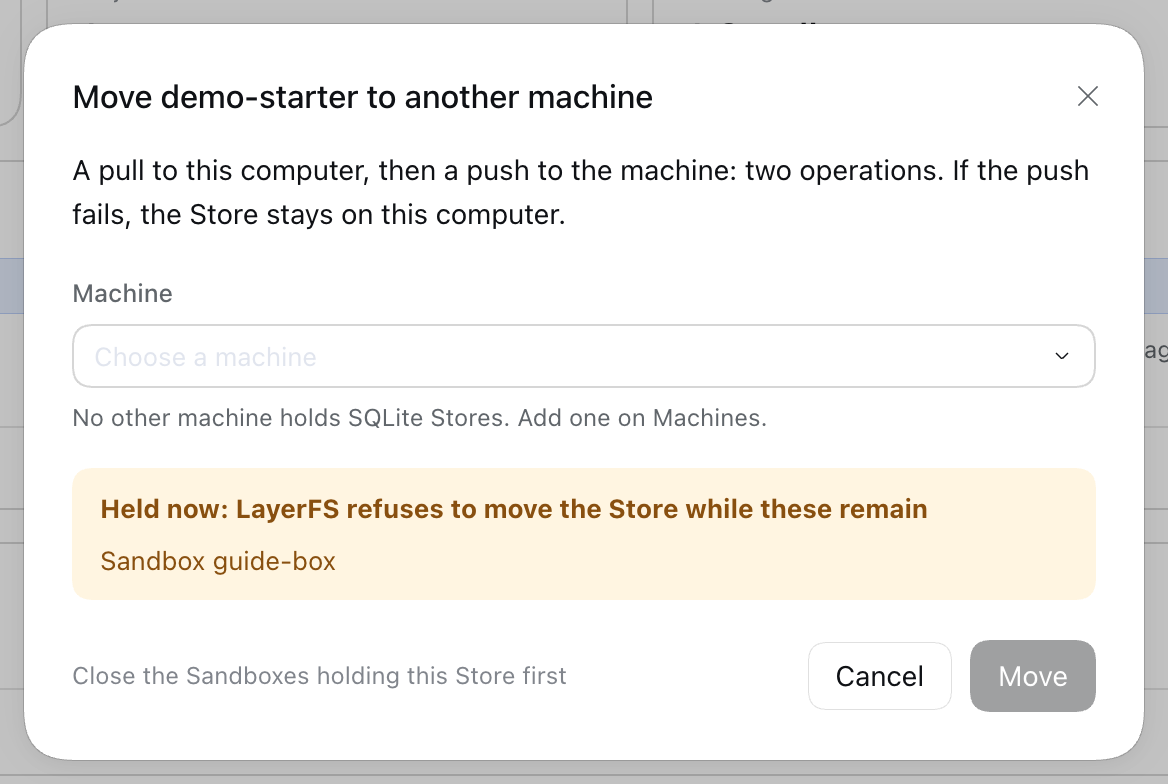 Move demo-starter to another machine
A pull to this computer, then a push to the machine: two operations. If the push
fails, the Store stays on this computer.
Machine
Choose a machine
No other machine holds SQLite Stores. Add one on Machines.
Held now: LayerFS refuses to move the Store while these remain
Sandbox guide-box
Close the Sandboxes holding this Store first
Cancel
Move